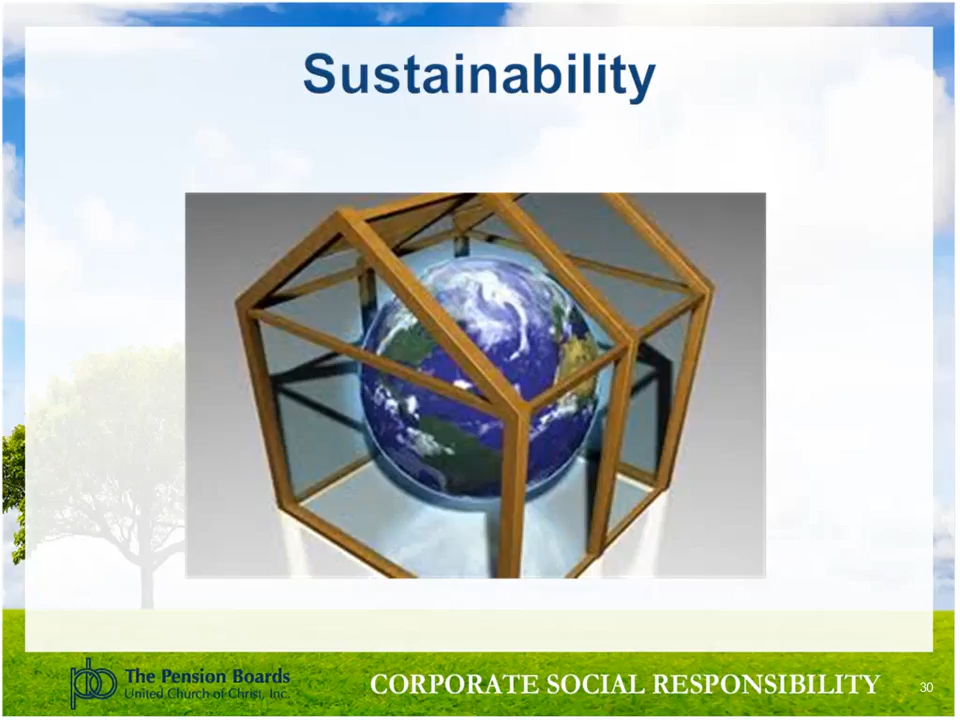 Sustainability
The Pension Boards
United Church of Christ, Inc.
CORPORATE SOCIAL RESPONSIBILITY
30